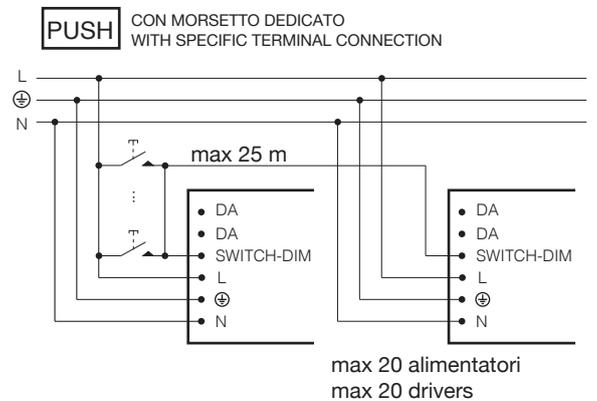 PUSH
CON MORSETTO DEDICATO
WITH SPECIFIC TERMINAL CONNECTION
L
N
max 25 m
...
DA
DA
SWITCH-DIM
L
N
DA
DA
SWITCH-DIM
L
N
max 20 alimentatori
max 20 drivers